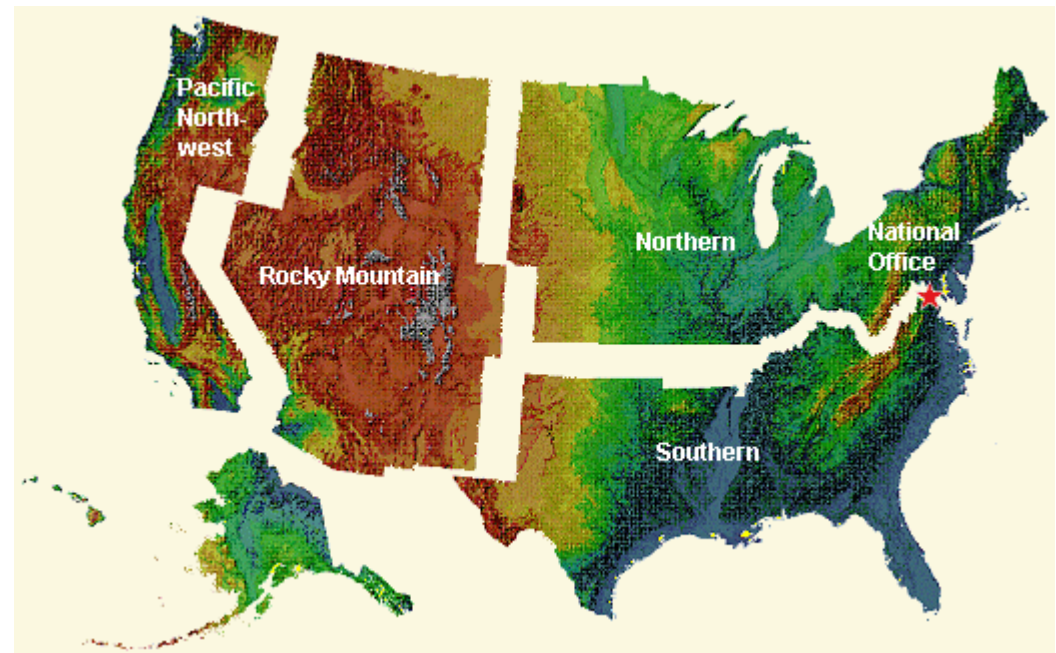 Pacific
North-
west
Rocky Mountain
Northern
National
Office
Southern